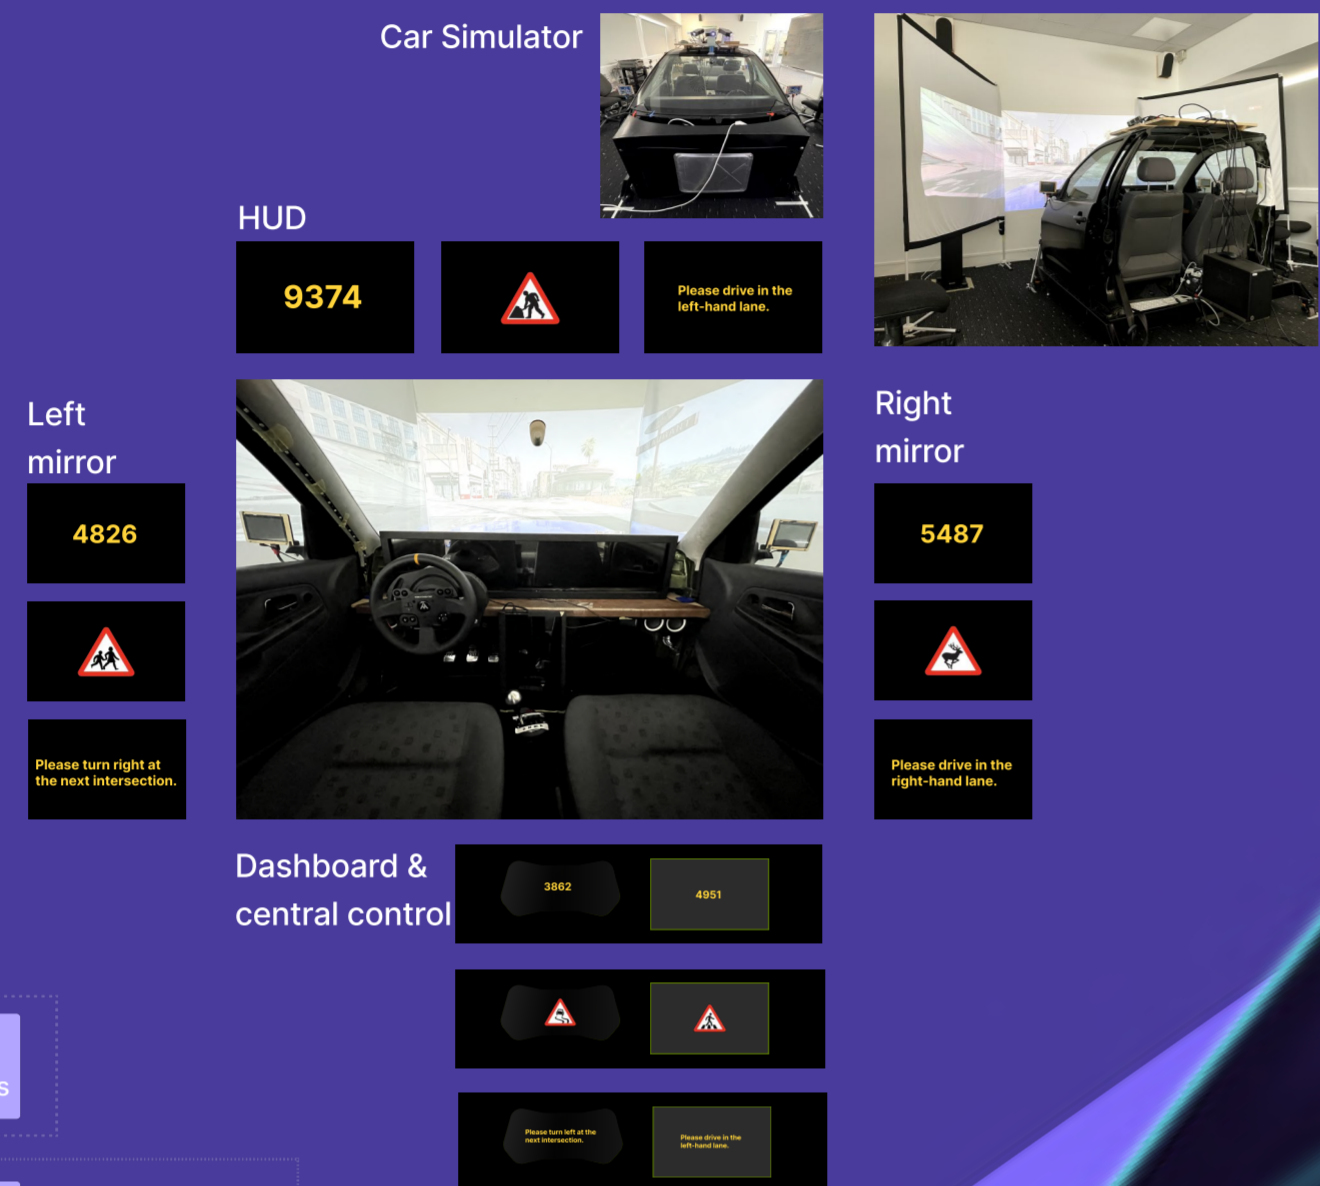 Car Simulator
HUD
9374
Please drive in the
left-hand lane.
Left
mirror
4826
Please turn right at
the next intersection.
Right
mirror
5487
Please drive in the
right-hand lane.
Dashboard &
central control
3862
4951
Please turn left at the
next intersection.
Please drive in the
left-hand lane.
s